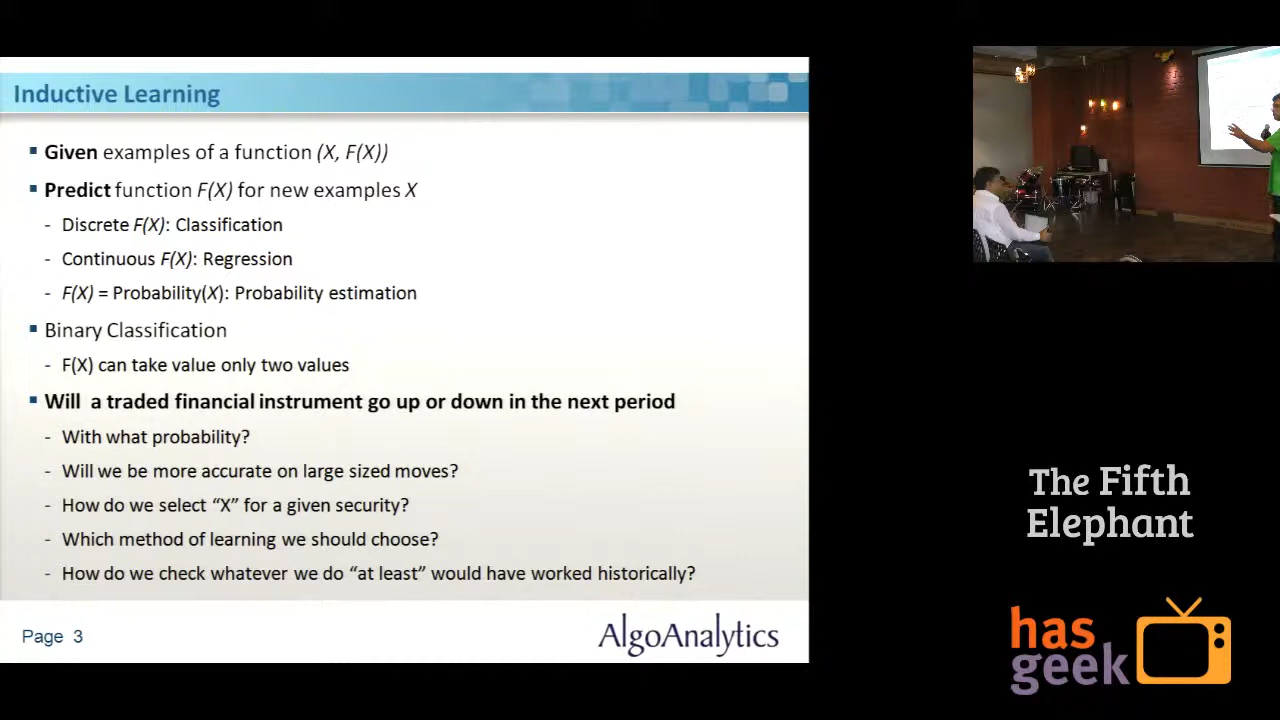 Inductive Learning
▪ Given examples of a function (X, F(X))
▪ Predict function F(X) for new examples X
- Discrete F(X): Classification
- Continuous F(X): Regression
- F(X) = Probability(X): Probability estimation
▪ Binary Classification
- F(X) can take value only two values
▪ Will a traded financial instrument go up or down in the next period
- With what probability?
- Will we be more accurate on large sized moves?
- How do we select “X” for a given security?
- Which method of learning we should choose?
- How do we check whatever we do “at least” would have worked historically?
Page 3
AlgoAnalytics
The Fifth
Elephant
has
geek